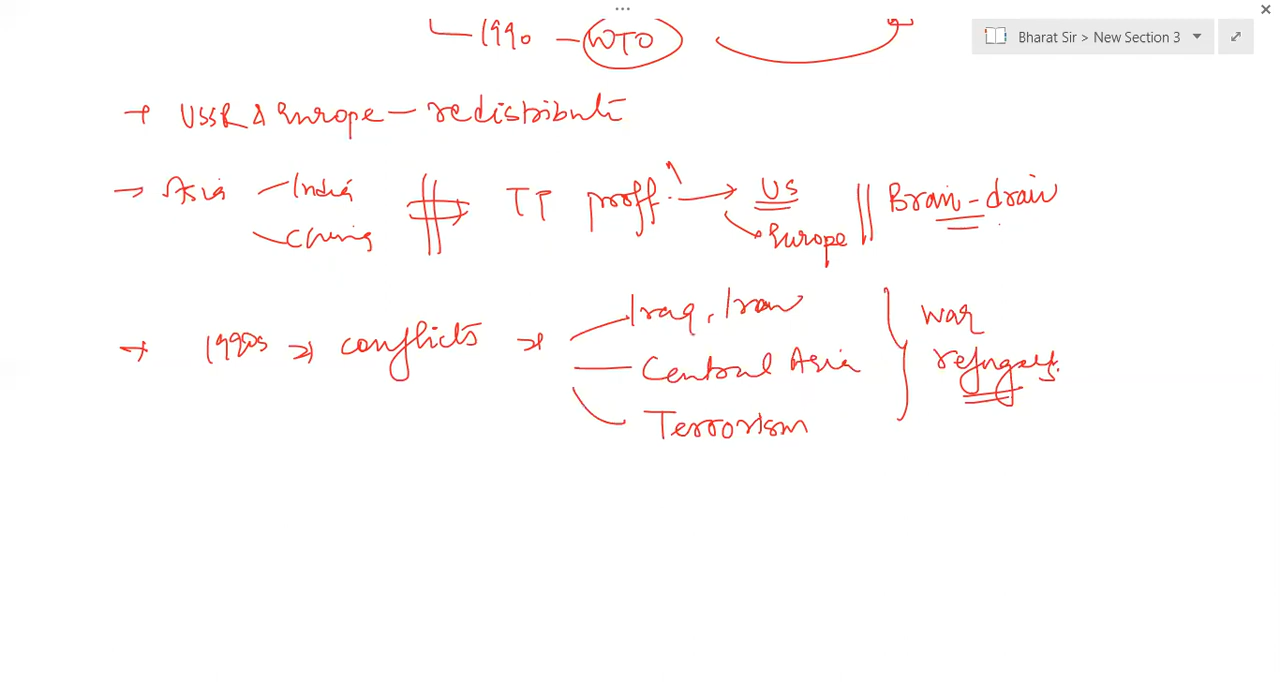 1990 - WTO
Bharat Sir > New Section 3
→ USSR & Europe - redistributi
→ Asia - India TP proff. → US || Brain-drain
China Europe
→ 1990s → conflicts → Iraq, Iran war
Central Asia refugees
Terrorism